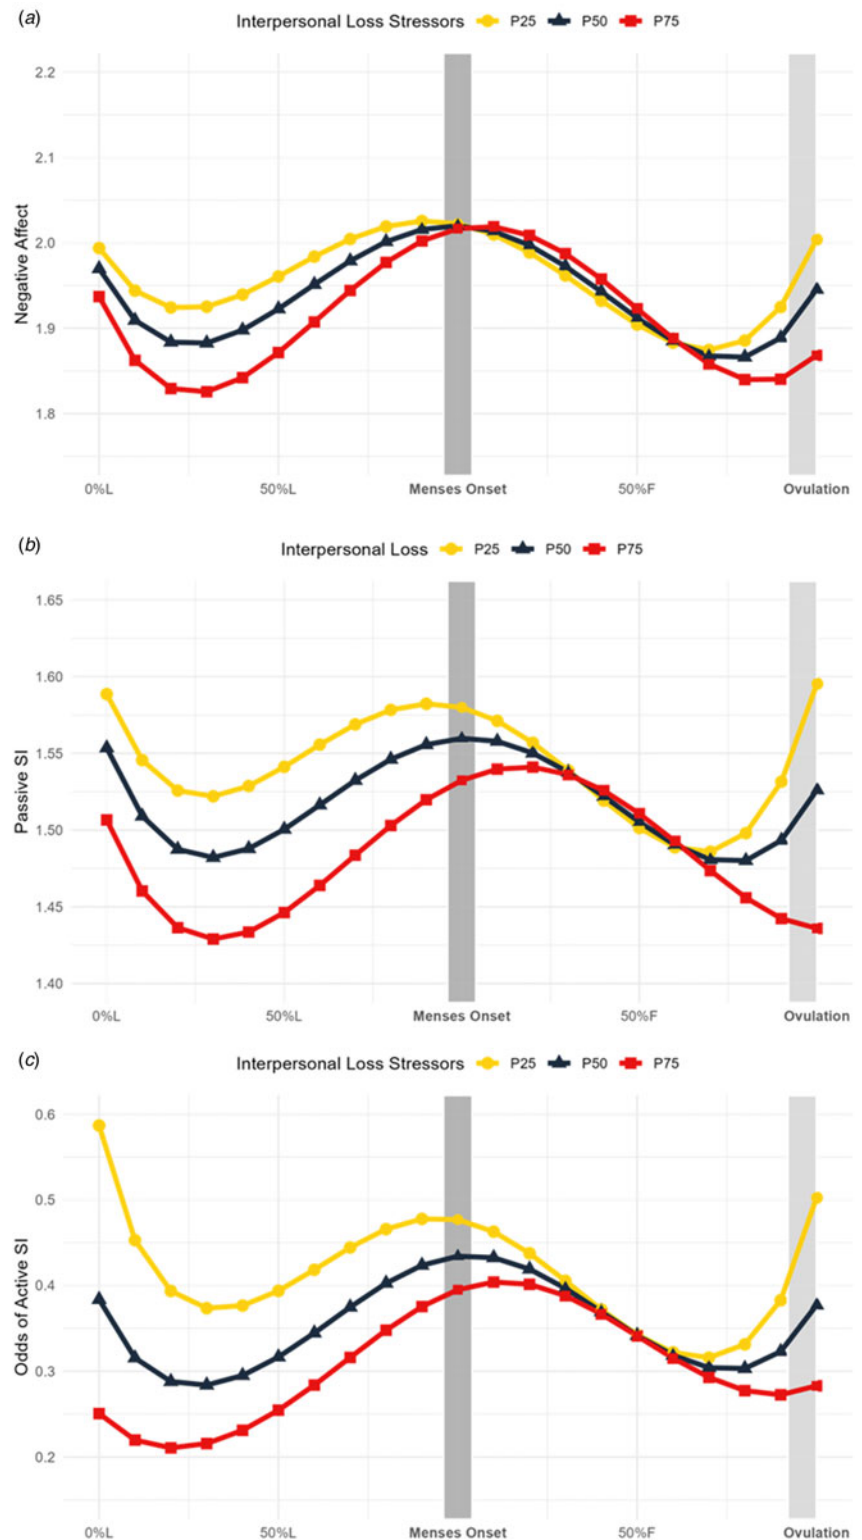 (a)
Interpersonal Loss Stressors P25 P50 P75
2.2
2.1
2.0
1.9
1.8
Negative Affect
0%L 50%L Menses Onset 50%F Ovulation
(b)
Interpersonal Loss P25 P50 P75
1.65
1.60
1.55
1.50
1.45
1.40
Passive SI
0%L 50%L Menses Onset 50%F Ovulation
(c)
Interpersonal Loss Stressors P25 P50 P75
0.6
0.5
0.4
0.3
0.2
Odds of Active SI
0%L 50%L Menses Onset 50%F Ovulation